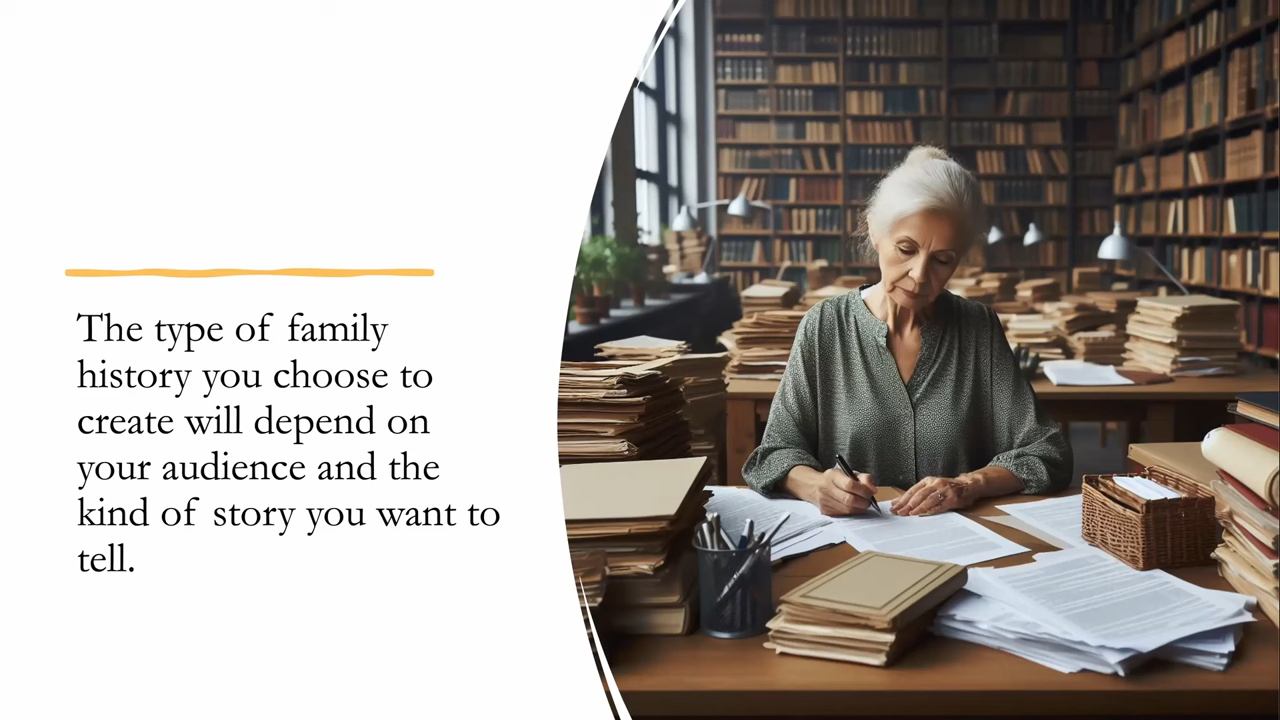 The type of family
history you choose to
create will depend on
your audience and the
kind of story you want to
tell.